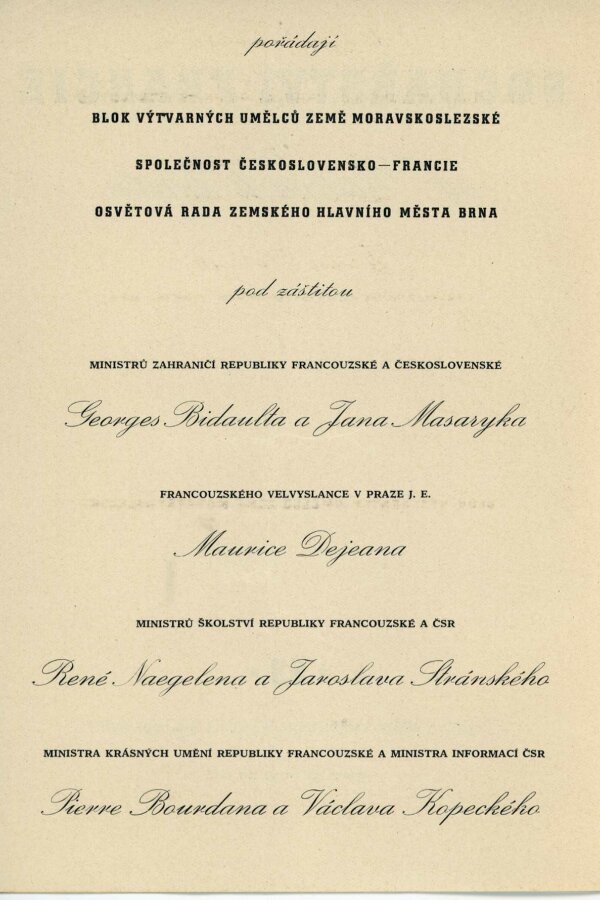 pořádají
BLOK VÝTVARNÝCH UMĚLCŮ ZEMĚ MORAVSKOSLEZSKÉ
SPOLEČNOST ČESKOSLOVENSKO—FRANCIE
OSVĚTOVÁ RADA ZEMSKÉHO HLAVNÍHO MĚSTA BRNA
pod záštitou
MINISTRŮ ZAHRANIČÍ REPUBLIKY FRANCOUZSKÉ A ČESKOSLOVENSKÉ
Georges Bidaulta a Jana Masaryka
FRANCOUZSKÉHO VELVYSLANCE V PRAZE J. E.
Maurice Dejeana
MINISTRŮ ŠKOLSTVÍ REPUBLIKY FRANCOUZSKÉ A ČSR
René Naegelena a Jaroslava Stránského
MINISTRA KRÁSNÝCH UMĚNÍ REPUBLIKY FRANCOUZSKÉ A MINISTRA INFORMACÍ ČSR
Pierre Bourdana a Václava Kopeckého